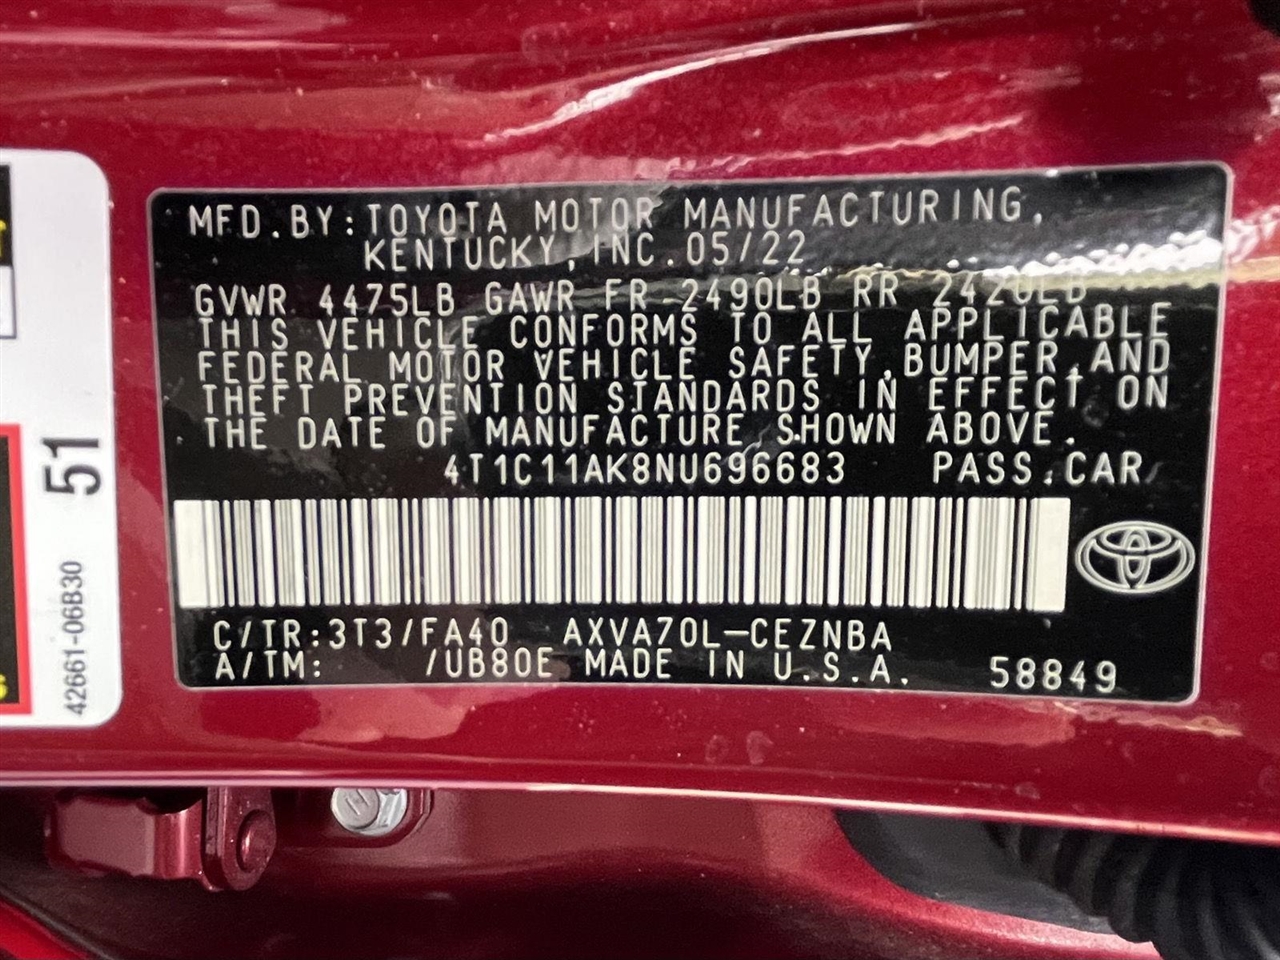 MFD.BY:TOYOTA MOTOR MANUFACTURING,
KENTUCKY,INC.05/22
GVWR 4475LB GAWR FR 2490LB RR 2420LB
THIS VEHICLE CONFORMS TO ALL APPLICABLE
FEDERAL MOTOR VEHICLE SAFETY,BUMPER,AND
THEFT PREVENTION STANDARDS IN EFFECT ON
THE DATE OF MANUFACTURE SHOWN ABOVE.
4T1C11AK8NU696683 PASS.CAR
C/TR:3T3/FA40 AXVA70L-CEZNBA
A/TM: /UB80E MADE IN U.S.A. 58849
51
42661-06B30